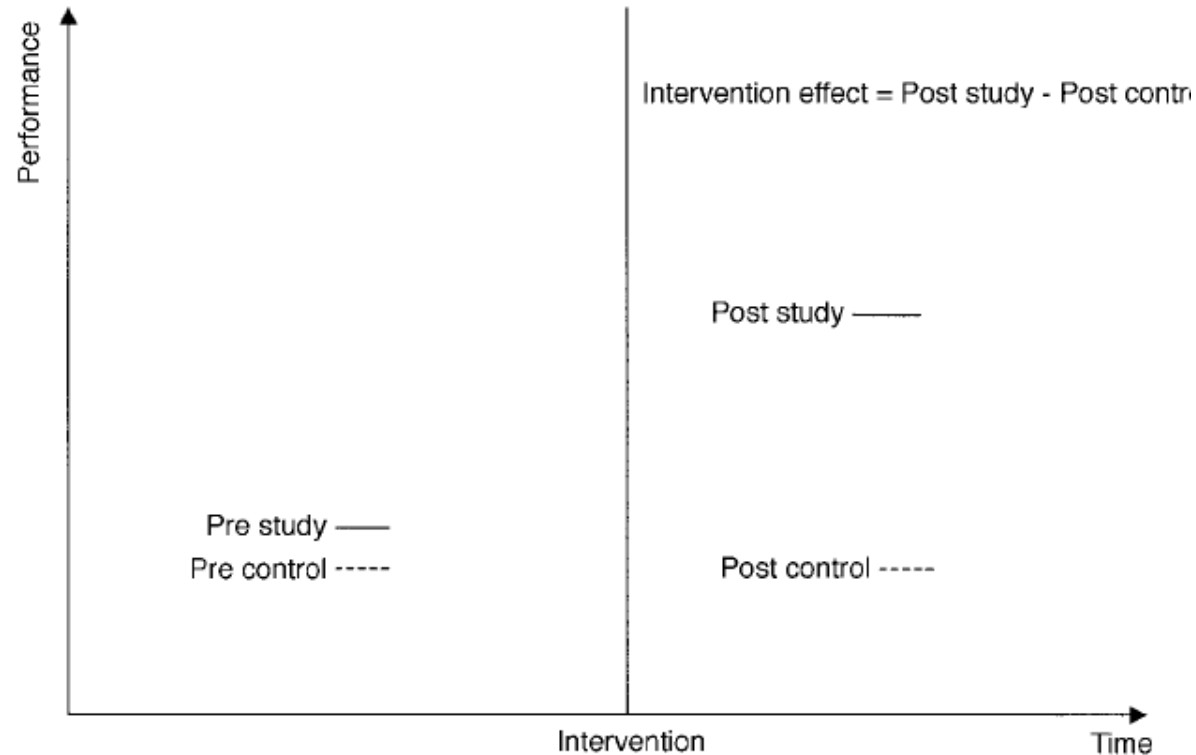 Performance
Intervention effect = Post study - Post contr
Post study
Pre study
Pre control
Post control
Intervention
Time